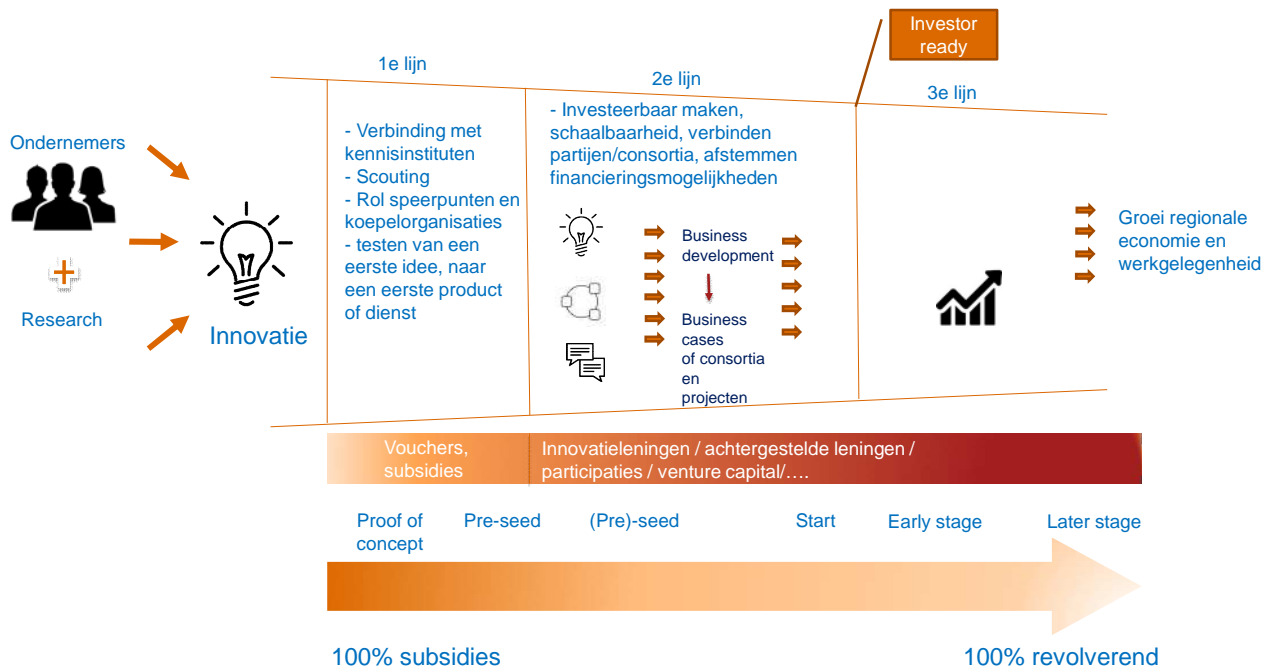 Investor
ready
1e lijn
2e lijn
3e lijn
Ondernemers
Research
Innovatie
- Verbinding met
kennisinstituten
- Scouting
- Rol speerpunten en
koepelorganisaties
- testen van een
eerste idee, naar
een eerste product
of dienst
- Investeerbaar maken,
schaalbaarheid, verbinden
partijen/consortia, afstemmen
financieringsmogelijkheden
Business
development
Business
cases
of consortia
en
projecten
Groei regionale
economie en
werkgelegenheid
Vouchers,
subsidies
Innovatieleningen / achtergestelde leningen /
participaties / venture capital/….
Proof of
concept
Pre-seed
(Pre)-seed
Start
Early stage
Later stage
100% subsidies
100% revolverend